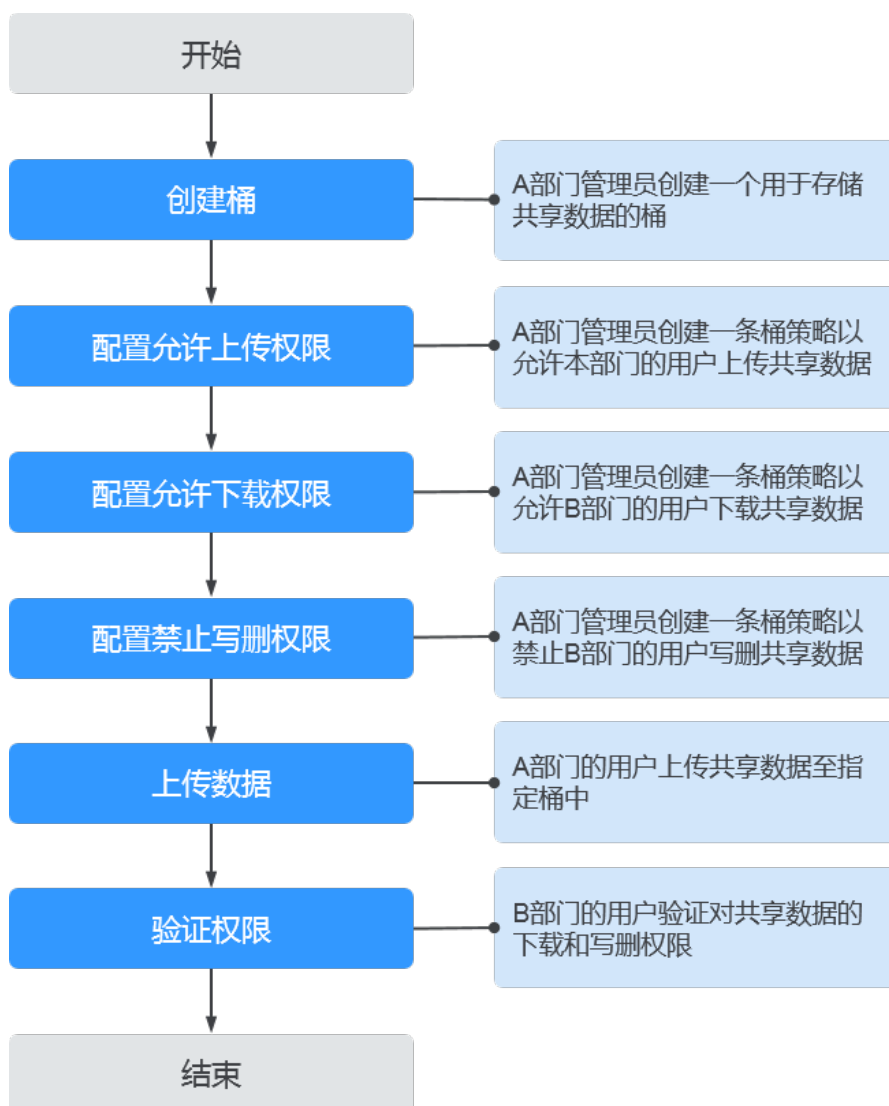 开始
创建桶
A部门管理员创建一个用于存储
共享数据的桶
配置允许上传权限
A部门管理员创建一条桶策略以
允许本部门的用户上传共享数据
配置允许下载权限
A部门管理员创建一条桶策略以
允许B部门的用户下载共享数据
配置禁止写删权限
A部门管理员创建一条桶策略以
禁止B部门的用户写删共享数据
上传数据
A部门的用户上传共享数据至指
定桶中
验证权限
B部门的用户验证对共享数据的
下载和写删权限
结束